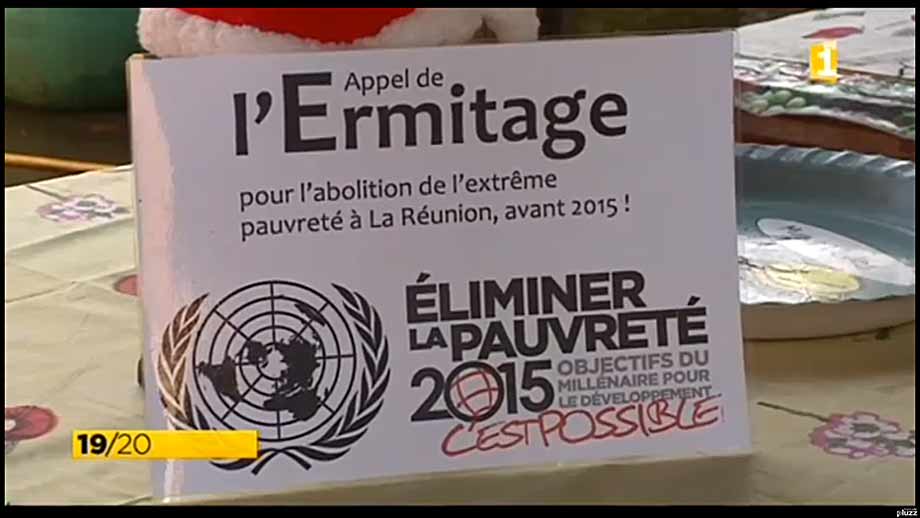 1
Appel de
l'Ermitage
pour l'abolition de l'extrême
pauvreté à La Réunion, avant 2015 !
ÉLIMINER
LA PAUVRETÉ
2015 OBJECTIFS DU
MILLÉNAIRE POUR
LE DÉVELOPPEMENT
C'EST POSSIBLE
19/20
pluzz